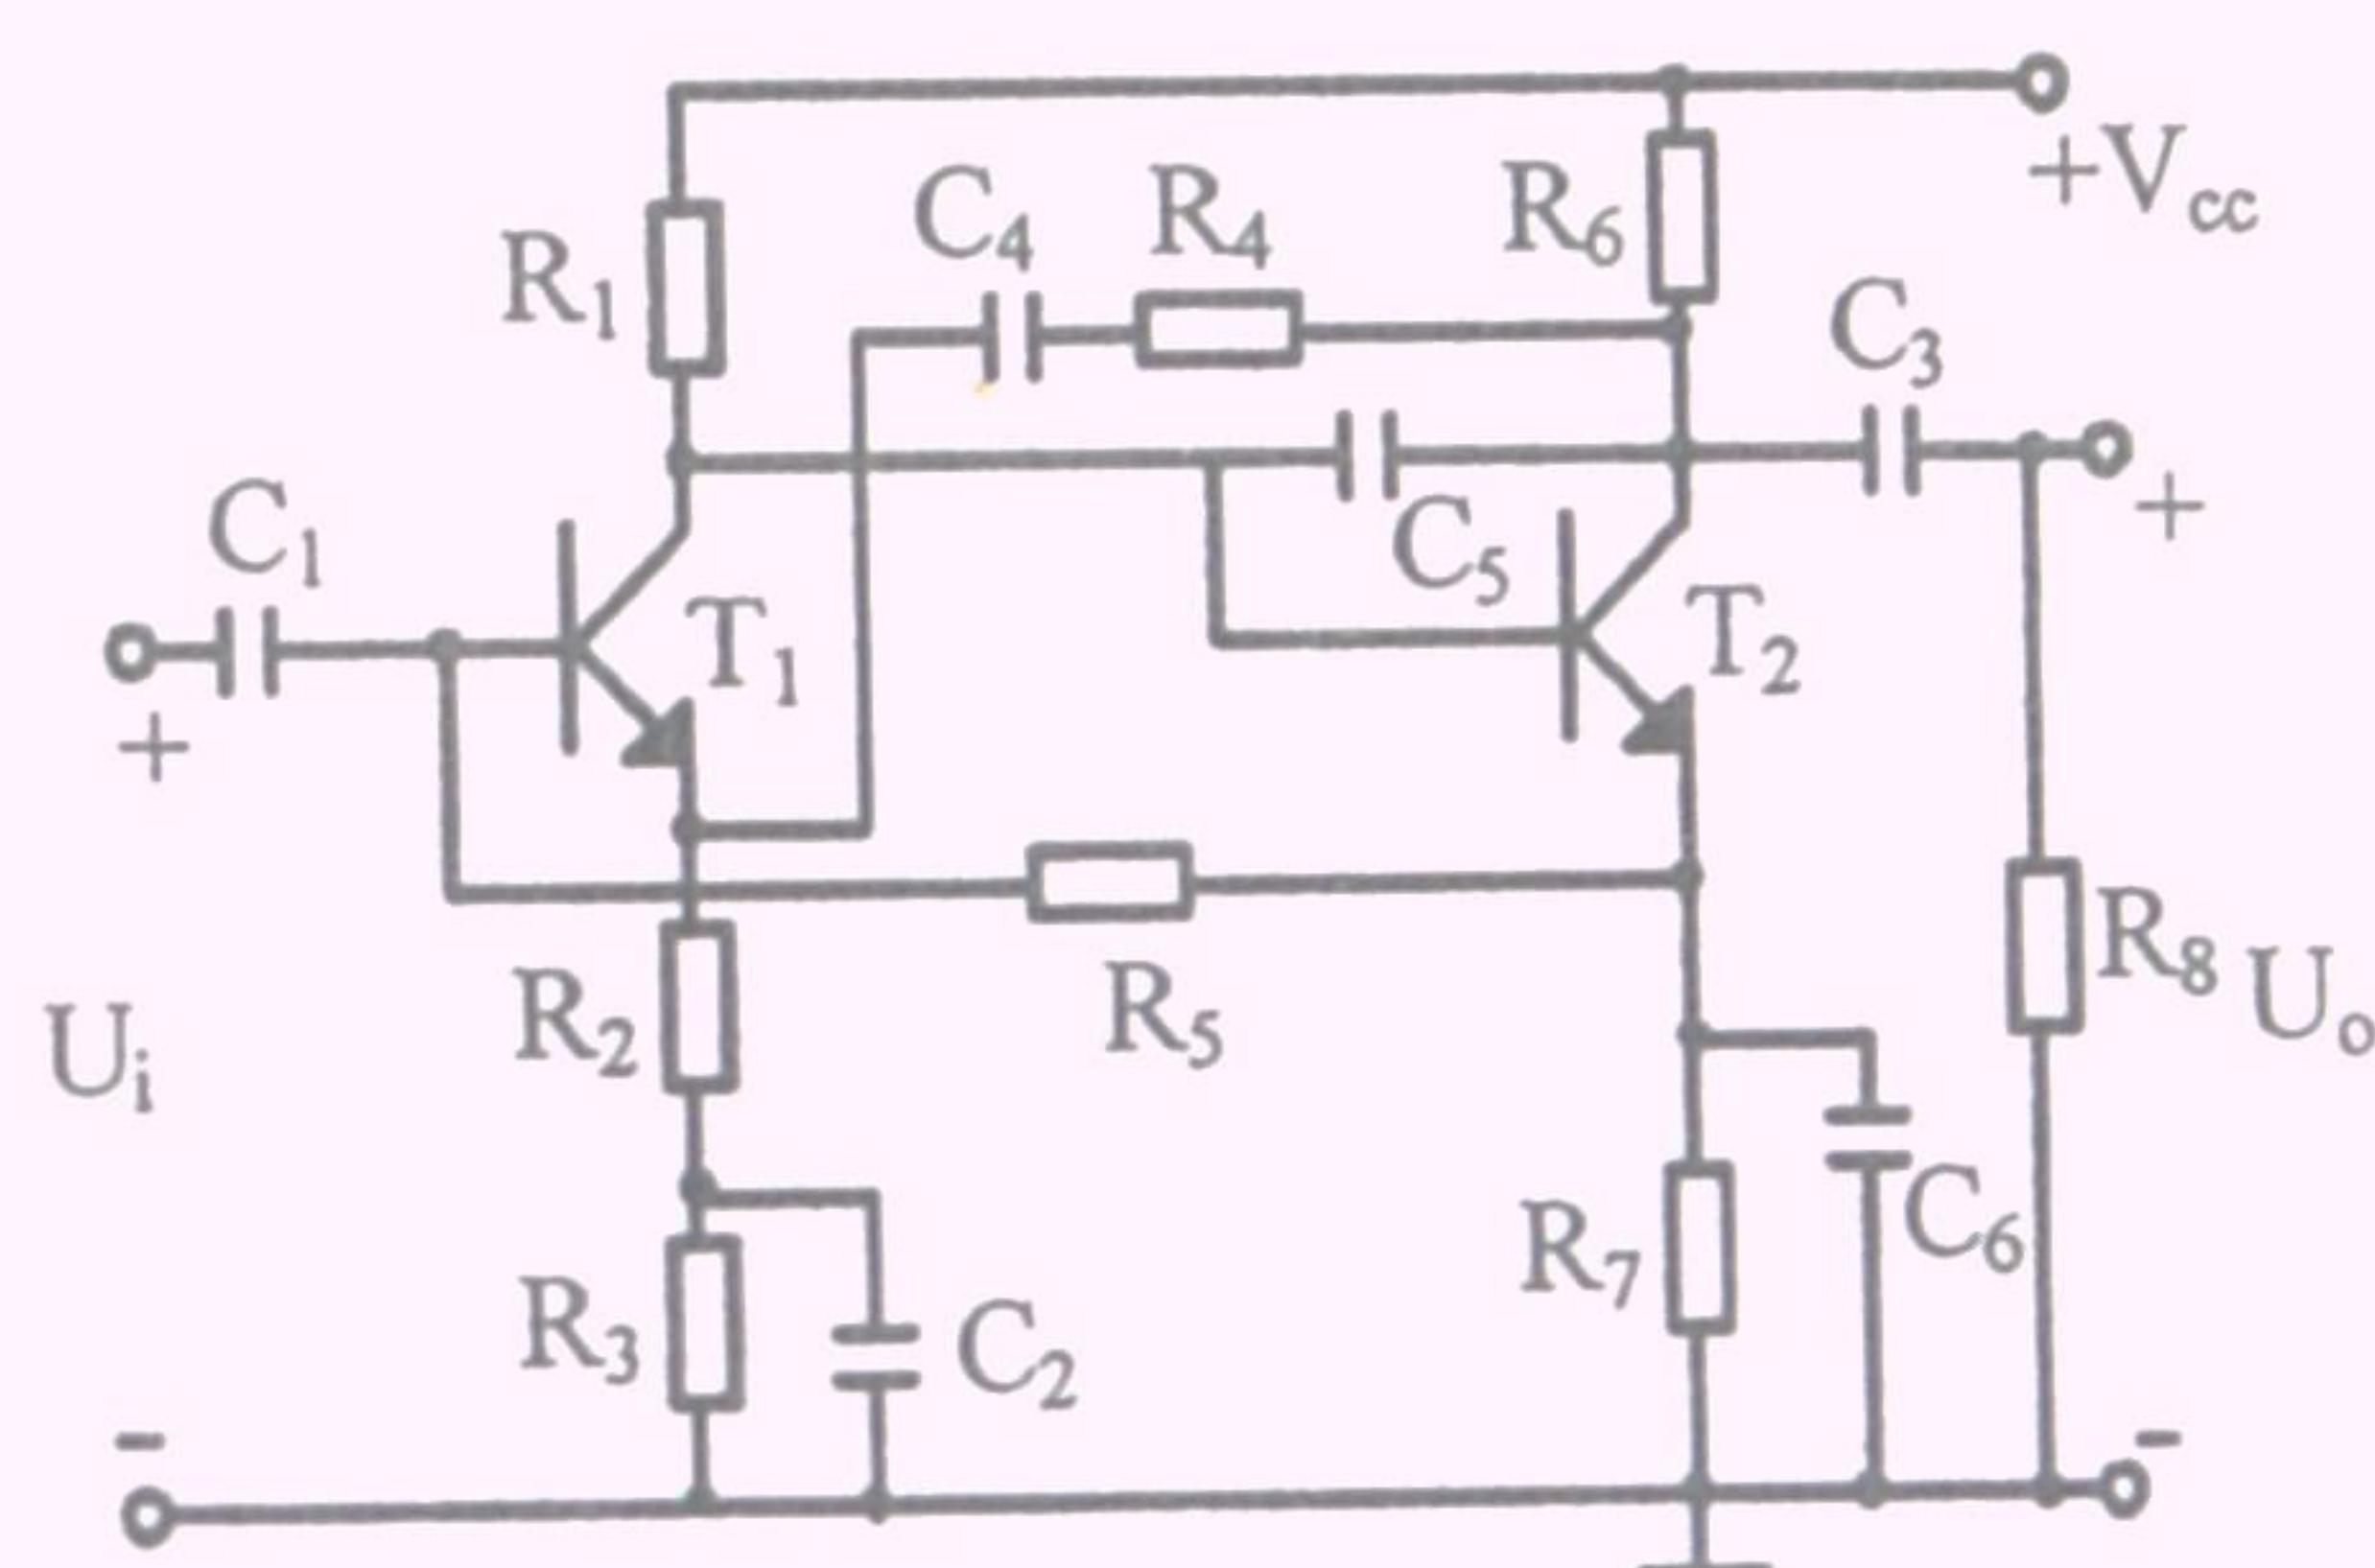 +Vcc
C4 R4 R6
R1
C3
C1
C5
+
T1
T2
+
R8 Uo
R2
R5
Ui
C6
R7
R3
C2
-
-